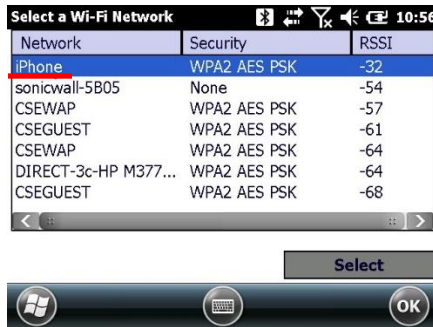 Select a Wi-Fi Network 10:56
Network Security RSSI
iPhone WPA2 AES PSK -32
sonicwall-5B05 None -54
CSEWAP WPA2 AES PSK -57
CSEGUEST WPA2 AES PSK -61
CSEWAP WPA2 AES PSK -64
DIRECT-3c-HP M377... WPA2 AES PSK -64
CSEGUEST WPA2 AES PSK -68
Select
OK